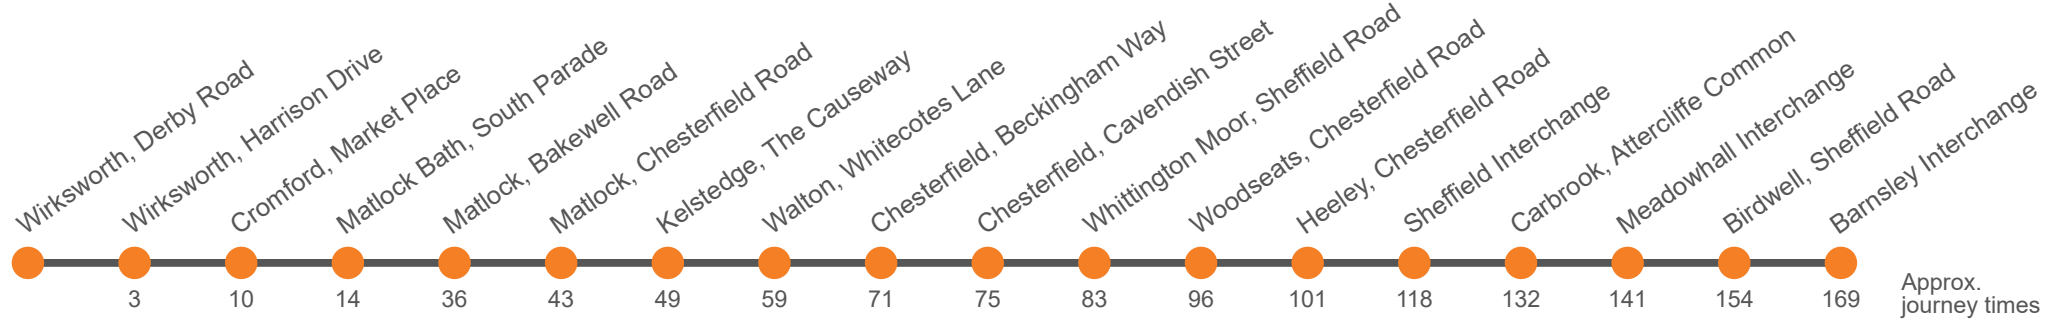 Wirksworth, Derby Road
Wirksworth, Harrison Drive
Cromford, Market Place
Matlock Bath, South Parade
Matlock, Bakewell Road
Matlock, Chesterfield Road
Kelstedge, The Causeway
Walton, Whitecotes Lane
Chesterfield, Beckingham Way
Chesterfield, Cavendish Street
Whittington Moor, Sheffield Road
Woodseats, Chesterfield Road
Heeley, Chesterfield Road
Sheffield Interchange
Carbrook, Attercliffe Common
Meadowhall Interchange
Birdwell, Sheffield Road
Barnsley Interchange
3 10 14 36 43 49 59 71 75 83 96 101 118 132 141 154 169
Approx.
journey times